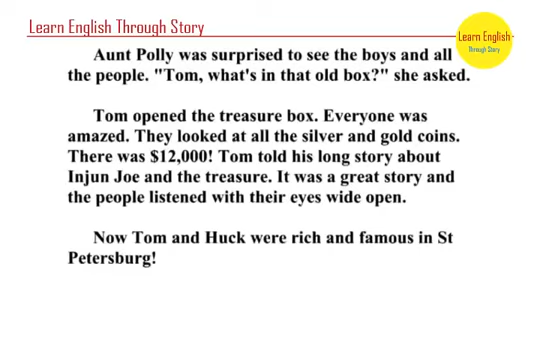 Learn English Through Story
Learn English
Through Story
Aunt Polly was surprised to see the boys and all
the people. "Tom, what's in that old box?" she asked.
Tom opened the treasure box. Everyone was
amazed. They looked at all the silver and gold coins.
There was $12,000! Tom told his long story about
Injun Joe and the treasure. It was a great story and
the people listened with their eyes wide open.
Now Tom and Huck were rich and famous in St
Petersburg!